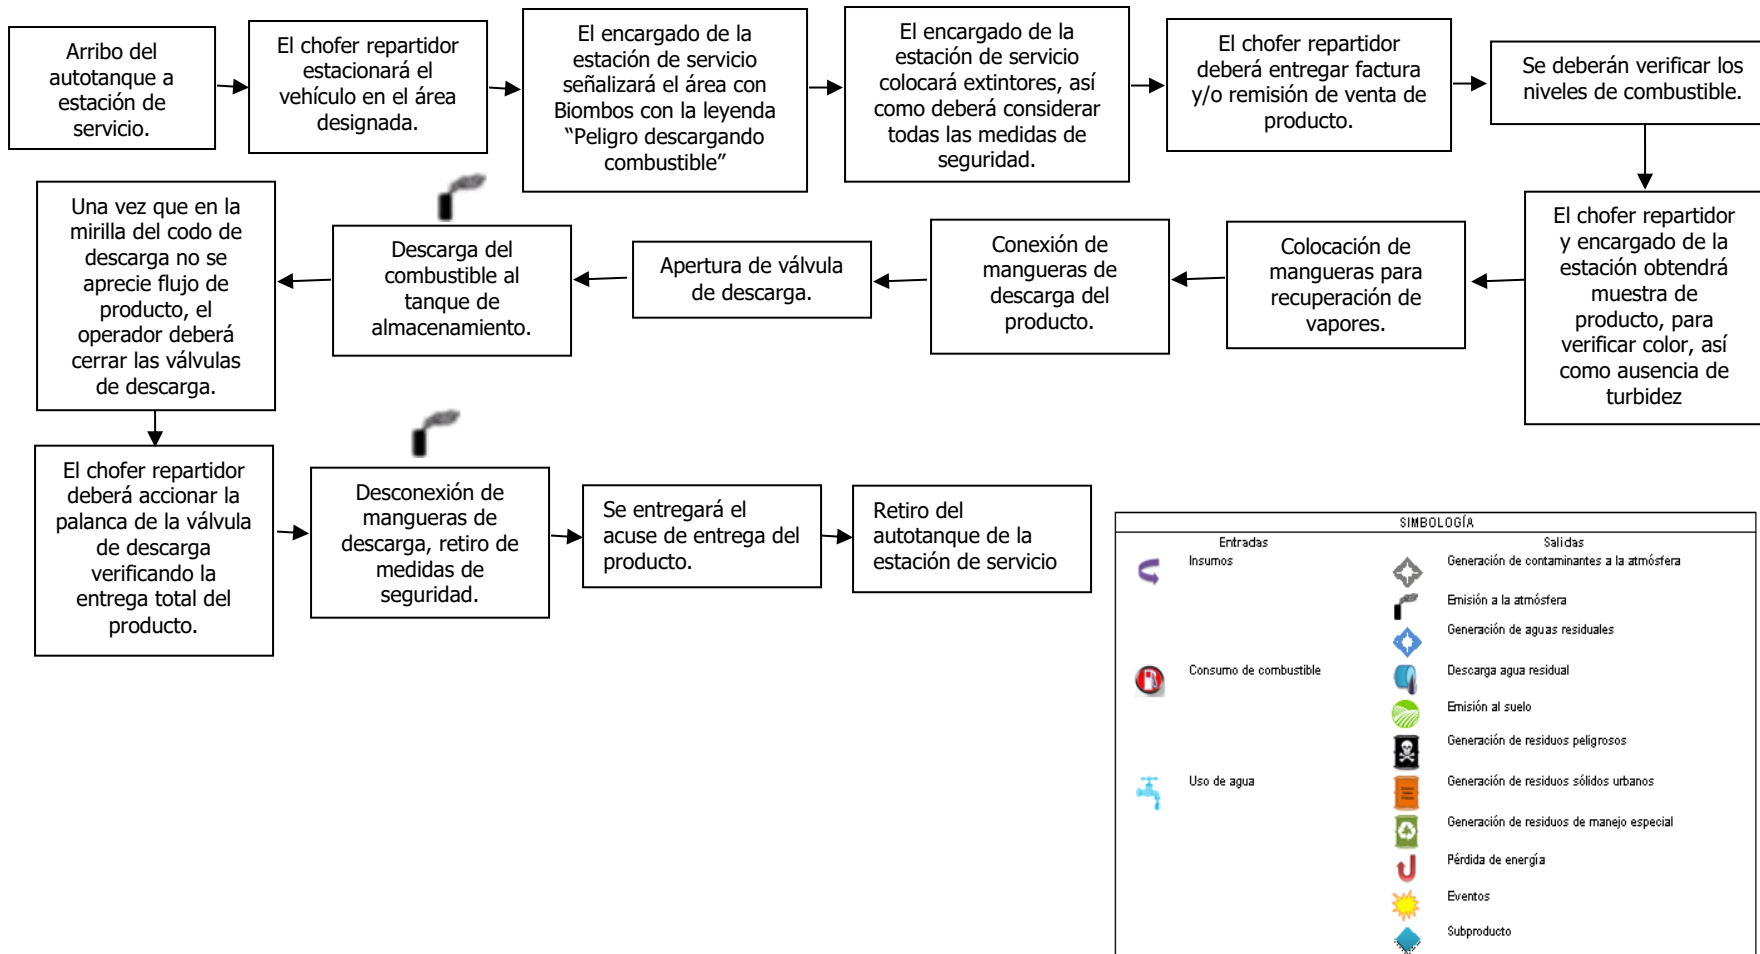 Arribo del
autotanque a
estación de
servicio.
El chofer repartidor
estacionará el
vehículo en el área
designada.
El encargado de la
estación de servicio
señalizará el área con
Biombos con la leyenda
“Peligro descargando
combustible”
El encargado de la
estación de servicio
colocará extintores, así
como deberá considerar
todas las medidas de
seguridad.
El chofer repartidor
deberá entregar factura
y/o remisión de venta de
producto.
Se deberán verificar los
niveles de combustible.
El chofer repartidor
y encargado de la
estación obtendrá
muestra de
producto, para
verificar color, así
como ausencia de
turbidez
Colocación de
mangueras para
recuperación de
vapores.
Conexión de
mangueras de
descarga del
producto.
Apertura de válvula
de descarga.
Descarga del
combustible al
tanque de
almacenamiento.
Una vez que en la
mirilla del codo de
descarga no se
aprecie flujo de
producto, el
operador deberá
cerrar las válvulas
de descarga.
El chofer repartidor
deberá accionar la
palanca de la válvula
de descarga
verificando la
entrega total del
producto.
Desconexión de
mangueras de
descarga, retiro de
medidas de
seguridad.
Se entregará el
acuse de entrega del
producto.
Retiro del
autotanque de la
estación de servicio
SIMBOLOGÍA
Entradas
Salidas
Insumos
Generación de contaminantes a la atmósfera
Emisión a la atmósfera
Generación de aguas residuales
Consumo de combustible
Descarga agua residual
Emisión al suelo
Generación de residuos peligrosos
Uso de agua
Generación de residuos sólidos urbanos
Generación de residuos de manejo especial
Pérdida de energía
Eventos
Subproducto